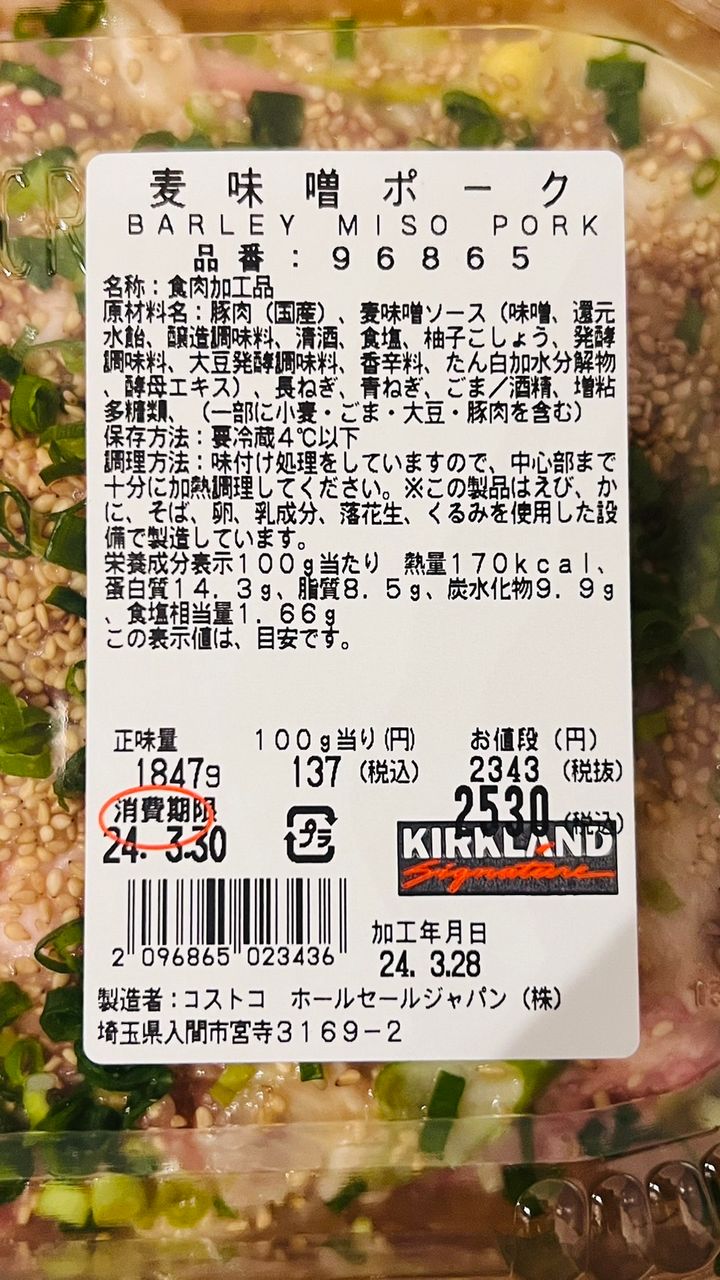 麦味噌ポーク
BARLEY MISO PORK
品番：96865
名称：食肉加工品
原材料名：豚肉（国産）、麦味噌ソース（味噌、還元
水飴、醸造調味料、清酒、食塩、柚子こしょう、発酵
調味料、大豆発酵調味料、香辛料、たん白加水分解物
、酵母エキス）、長ねぎ、青ねぎ、ごま／酒精、増粘
多糖類、（一部に小麦・ごま・大豆・豚肉を含む）
保存方法：要冷蔵4℃以下
調理方法：味付け処理をしていますので、中心部まで
十分に加熱調理してください。※この製品はえび、か
に、そば、卵、乳成分、落花生、くるみを使用した設
備で製造しています。
栄養成分表示100g当たり 熱量170kcal、
蛋白質14.3g、脂質8.5g、炭水化物9.9g
、食塩相当量1.66g
この表示値は、目安です。
正味量 100g当り(円) お値段（円）
1847g 137（税込） 2343（税抜）
消費期限 2530（税込）
24. 3.30 プラ KIRKLAND
Signature
2 096865 023436
加工年月日
24. 3.28
製造者：コストコ ホールセールジャパン（株）
埼玉県入間市宮寺3169-2